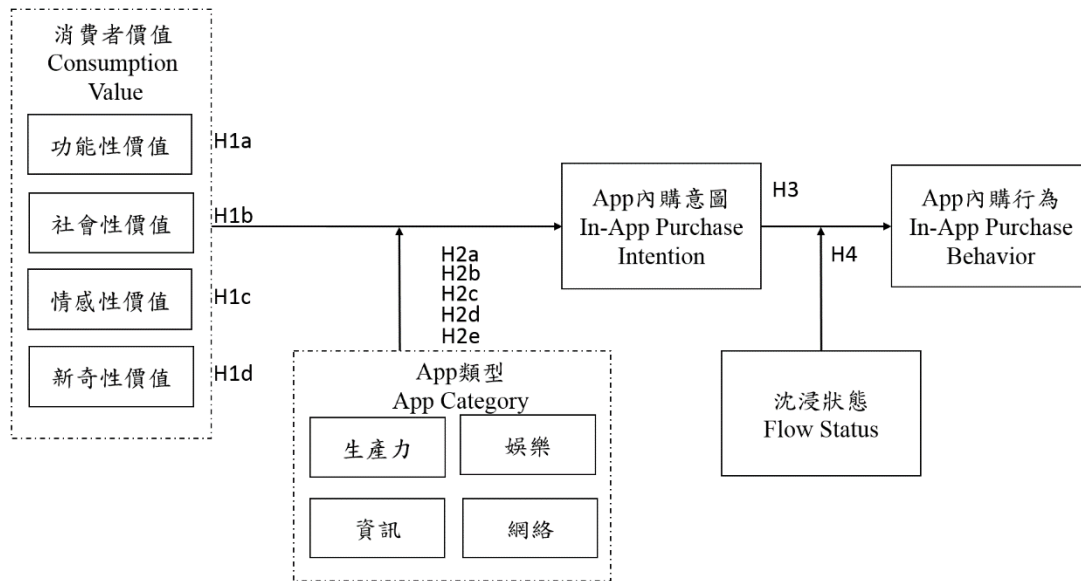 消費者價值
Consumption
Value
功能性價值
H1a
社會性價值
H1b
情感性價值
H1c
新奇性價值
H1d
H2a
H2b
H2c
H2d
H2e
App類型
App Category
生產力
娛樂
資訊
網絡
App內購意圖
In-App Purchase
Intention
H3
H4
App內購行為
In-App Purchase
Behavior
沈浸狀態
Flow Status